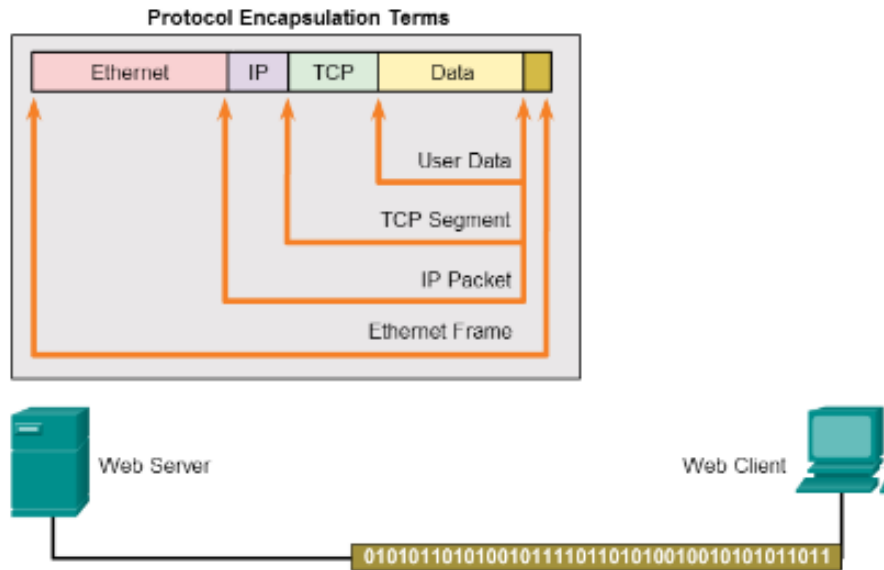 Protocol Encapsulation Terms
Ethernet IP TCP Data
User Data
TCP Segment
IP Packet
Ethernet Frame
Web Server
Web Client
010101101010010111101101010010010101011011